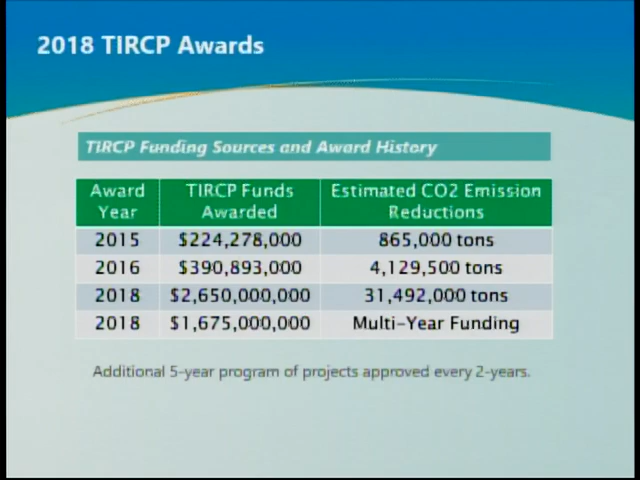 2018 TIRCP Awards
TIRCP Funding Sources and Award History
Award Year TIRCP Funds Awarded Estimated CO2 Emission Reductions
2015 $224,278,000 865,000 tons
2016 $390,893,000 4,129,500 tons
2018 $2,650,000,000 31,492,000 tons
2018 $1,675,000,000 Multi-Year Funding
Additional 5-year program of projects approved every 2-years.